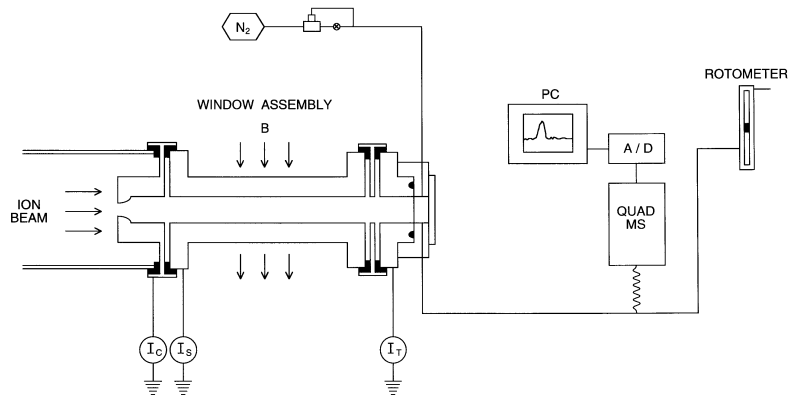 N2
WINDOW ASSEMBLY
B
ION
BEAM
PC
A / D
QUAD
MS
ROTOMETER
IC
IS
IT